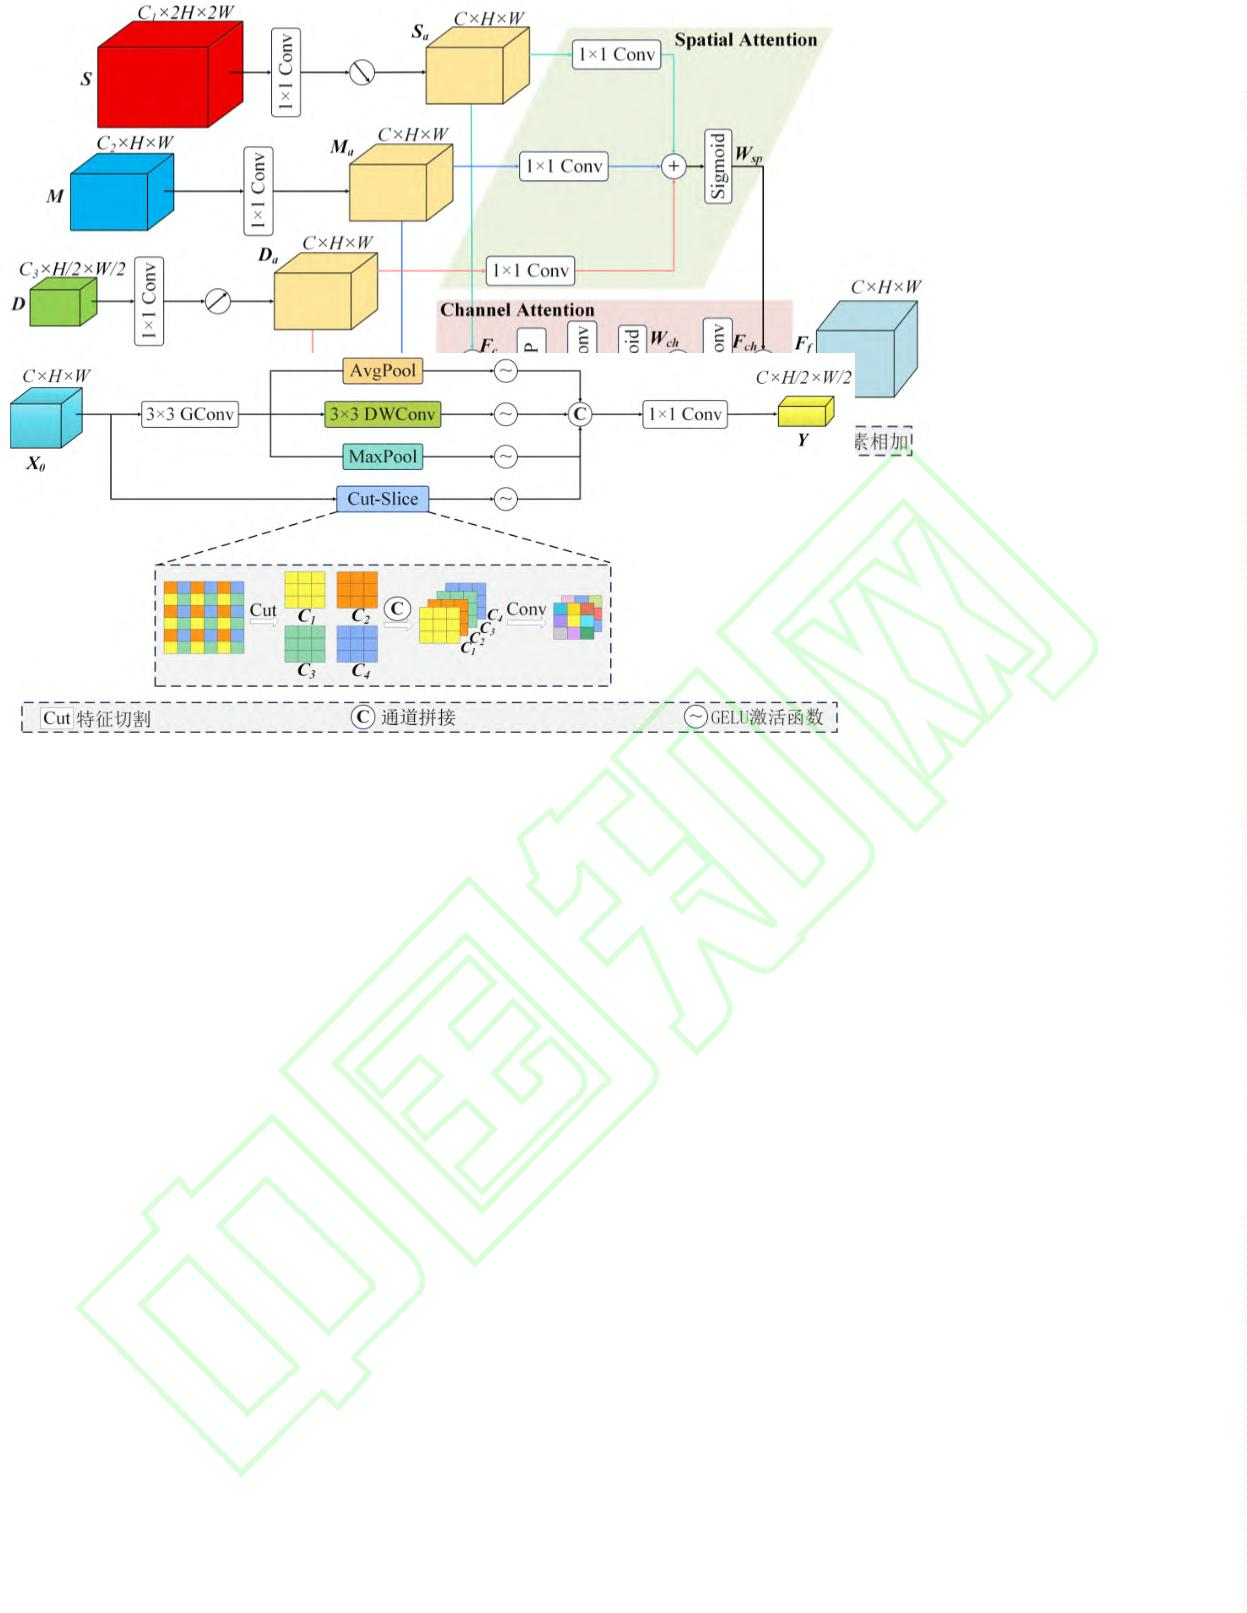 C₁×2H×2W
S
1×1 Conv
Sₐ
C×H×W
1×1 Conv
Spatial Attention
C₂×H×W
M
1×1 Conv
Mₐ
C×H×W
1×1 Conv
+
Sigmoid
Wsp
C₃×H/2×W/2
D
1×1 Conv
Dₐ
C×H×W
1×1 Conv
Channel Attention
Wch
Fch
Ff
C×H×W
C×H×W
X₀
3×3 GConv
AvgPool
~
3×3 DWConv
~
MaxPool
~
Cut-Slice
~
C
1×1 Conv
C×H/2×W/2
Y
素相加
Cut
C₁
C₂
C₃
C₄
C
C₁
C₂
C₃
C₄
Conv
Cut 特征切割
C 通道拼接
~ GELU激活函数
中国知网